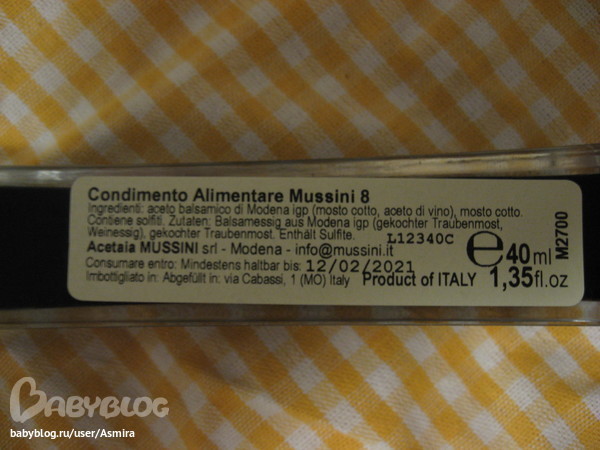 Condimento Alimentare Mussini 8
Ingredienti: aceto balsamico di Modena igp (mosto cotto, aceto di vino), mosto cotto.
Contiene solfiti. Zutaten: Balsamessig aus Modena igp (gekochter Traubenmost,
Weinessig), gekochter Traubenmost. Enthält Sulfite.
L12340C
Acetaia MUSSINI srl - Modena - info@mussini.it
Consumare entro: Mindestens haltbar bis: 12/02/2021
Imbottigliato in: Abgefüllt in: via Cabassi, 1 (MO) Italy Product of ITALY
e 40 ml
1,35fl.oz
M2700
BABYBLOG
babyblog.ru/user/Asmira